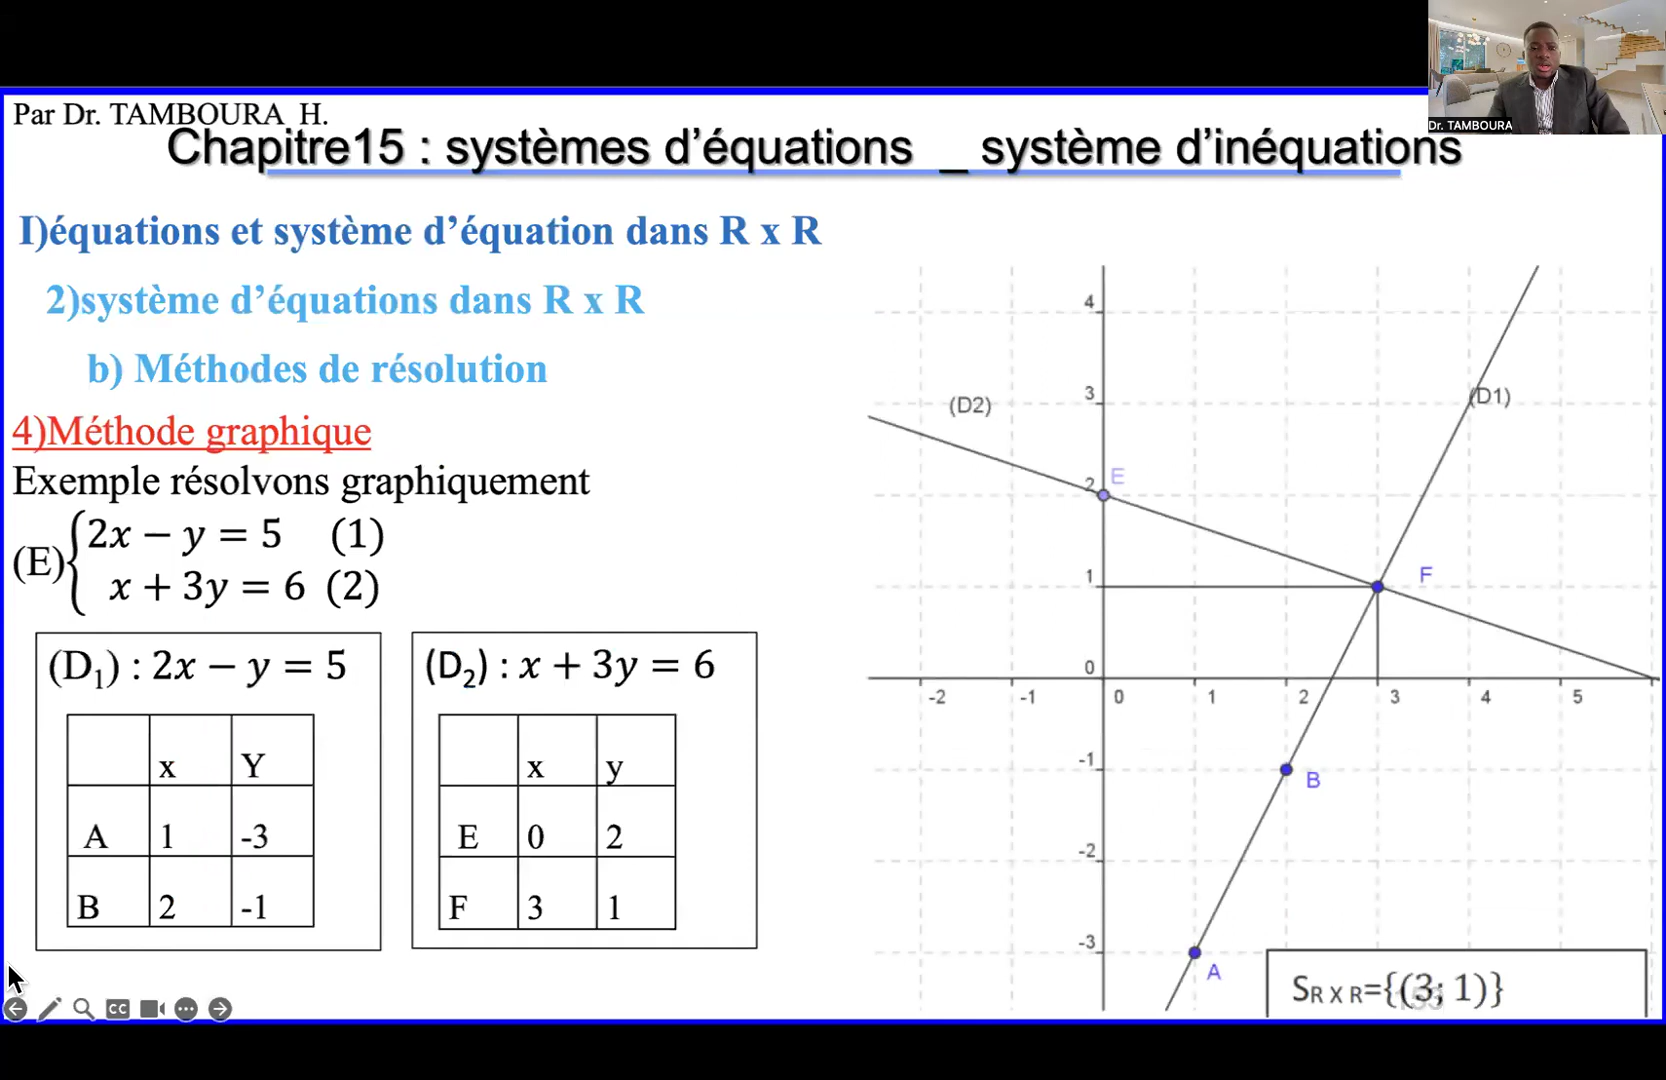 Par Dr. TAMBOURA H.
Dr. TAMBOURA
Chapitre15 : systèmes d'équations _ système d'inéquations
I)équations et système d'équation dans R x R
2)système d'équations dans R x R
b) Méthodes de résolution
4)Méthode graphique
Exemple résolvons graphiquement
(E){2x − y = 5 (1)
x + 3y = 6 (2)
(D₁) : 2x − y = 5
x Y
A 1 -3
B 2 -1
(D₂) : x + 3y = 6
x y
E 0 2
F 3 1
4
3
(D2)
(D1)
2
E
1
F
0
-2 -1 0 1 2 3 4 5
-1
B
-2
-3
A
S_R X R={(3; 1)}
CC